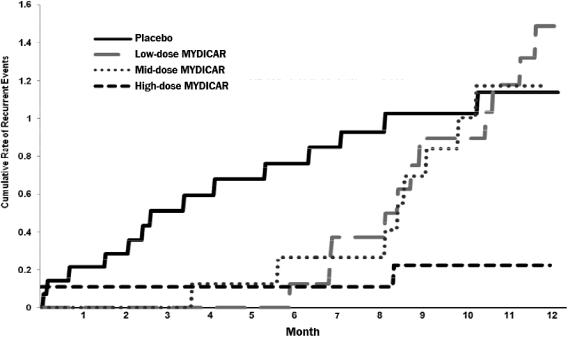 1.6
1.4
1.2
1
0.8
0.6
0.4
0.2
0
Cumulative Rate of Recurrent Events
Placebo
Low-dose MYDICAR
Mid-dose MYDICAR
High-dose MYDICAR
1 2 3 4 5 6 7 8 9 10 11 12
Month